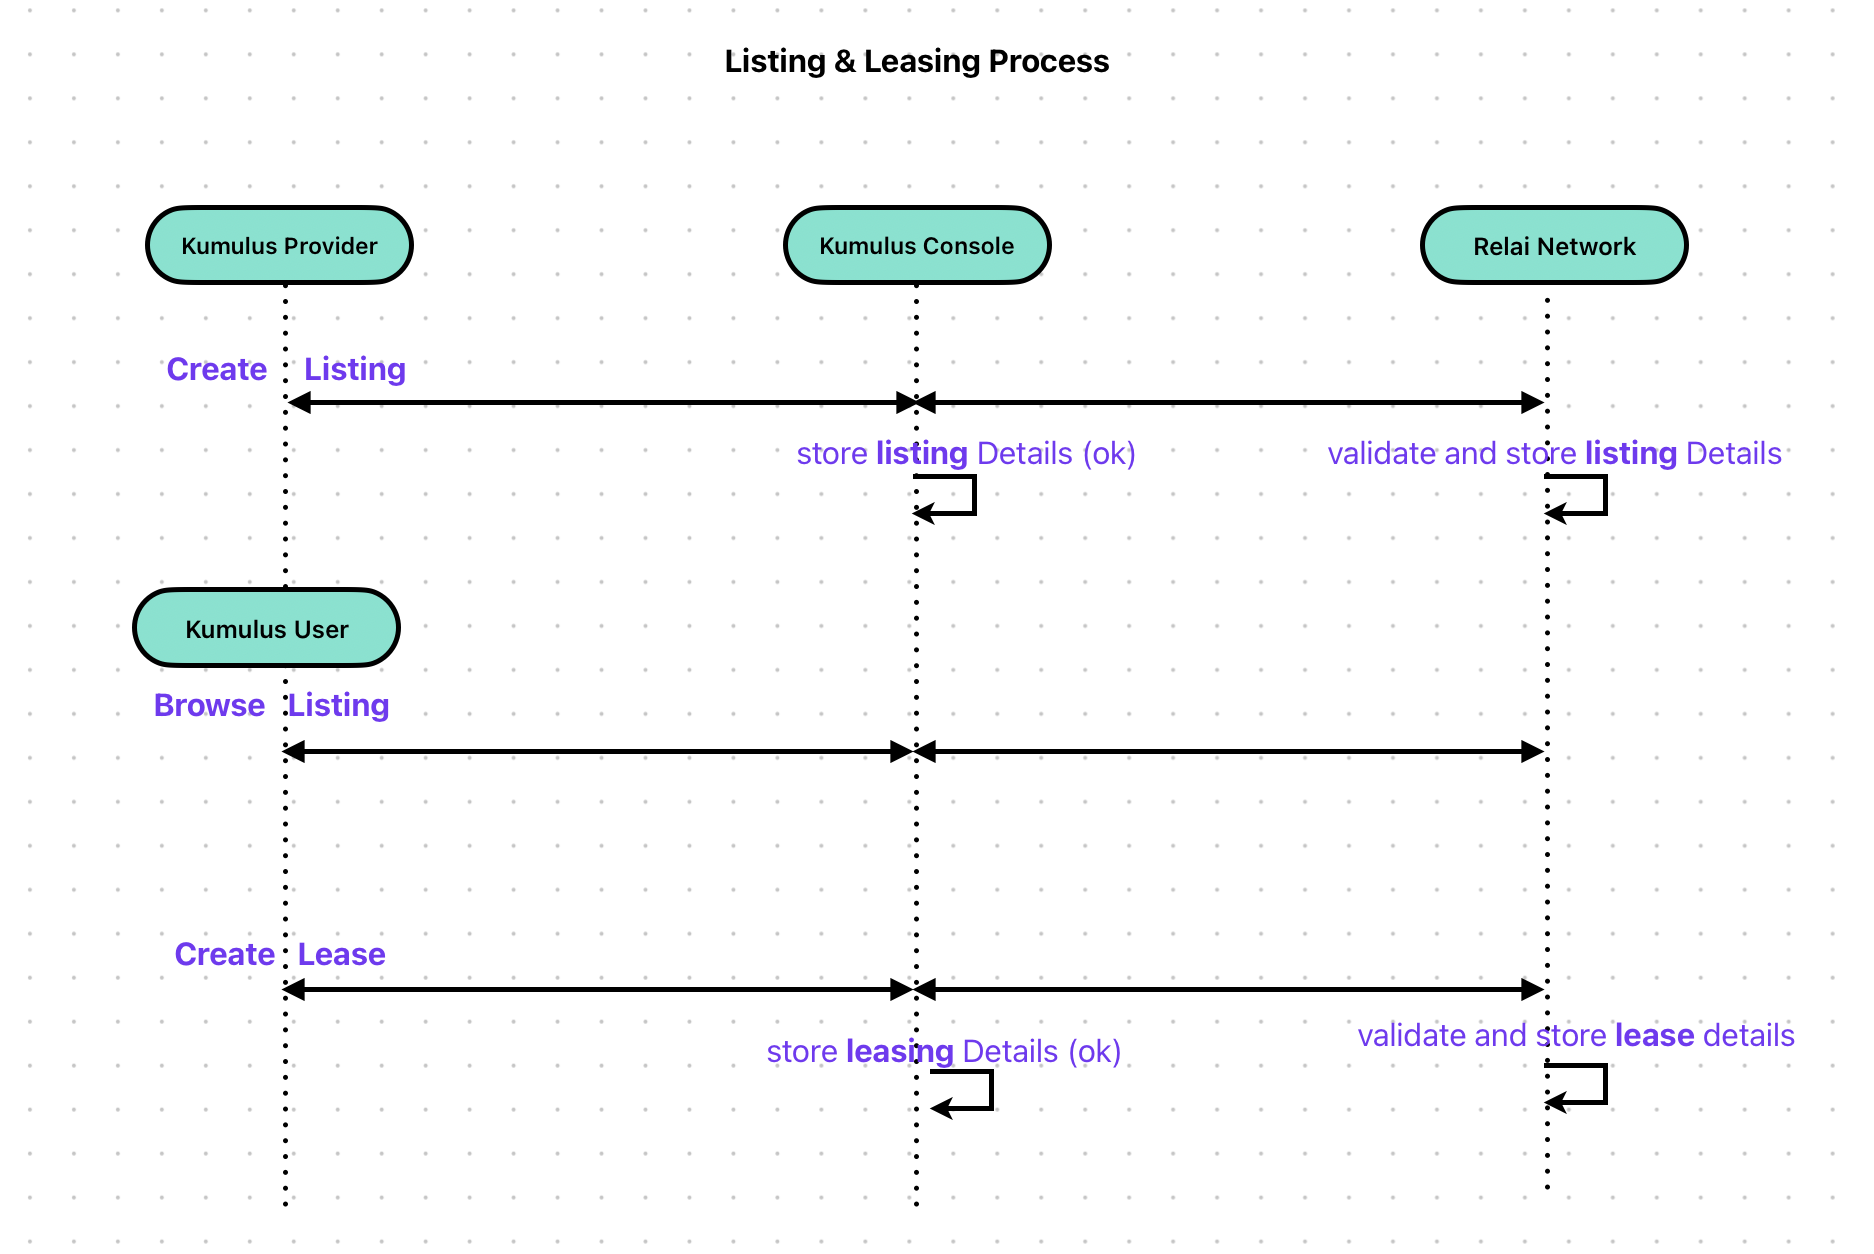 Listing & Leasing Process
Kumulus Provider
Kumulus Console
Relai Network
Create Listing
store listing Details (ok)
validate and store listing Details
Kumulus User
Browse Listing
Create Lease
validate and store lease details
store leasing Details (ok)